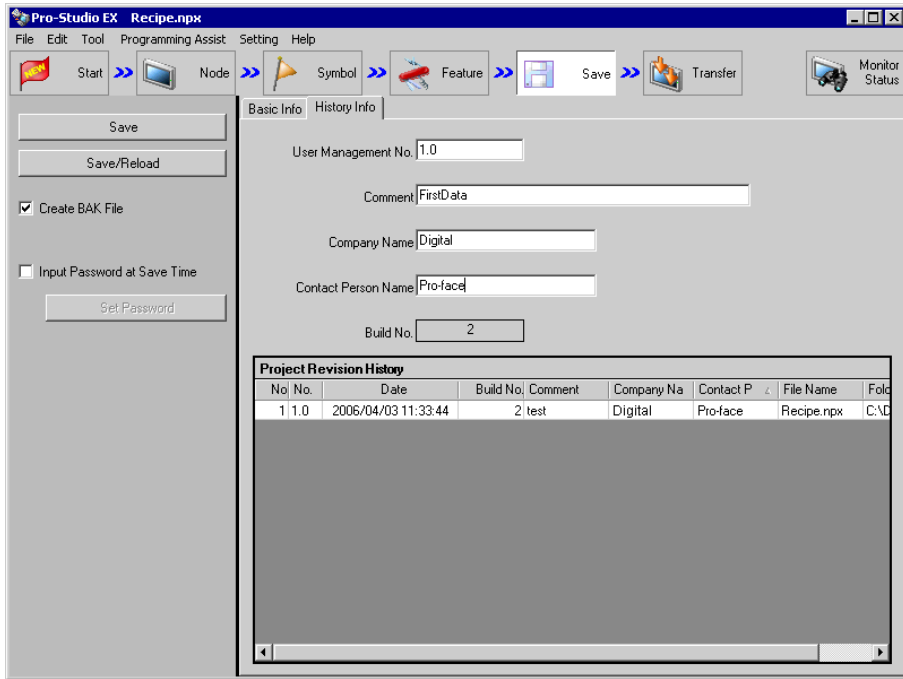 Pro-Studio EX Recipe.npx
File Edit Tool Programming Assist Setting Help
NEW Start Node Symbol Feature Save Transfer Monitor Status
Basic Info History Info
Save
Save/Reload
Create BAK File
Input Password at Save Time
Set Password
User Management No. 1.0
Comment FirstData
Company Name Digital
Contact Person Name Pro-face
Build No. 2
Project Revision History
No No. Date Build No. Comment Company Na Contact P File Name Fold
1 1.0 2006/04/03 11:33:44 2 test Digital Pro-face Recipe.npx C:\D